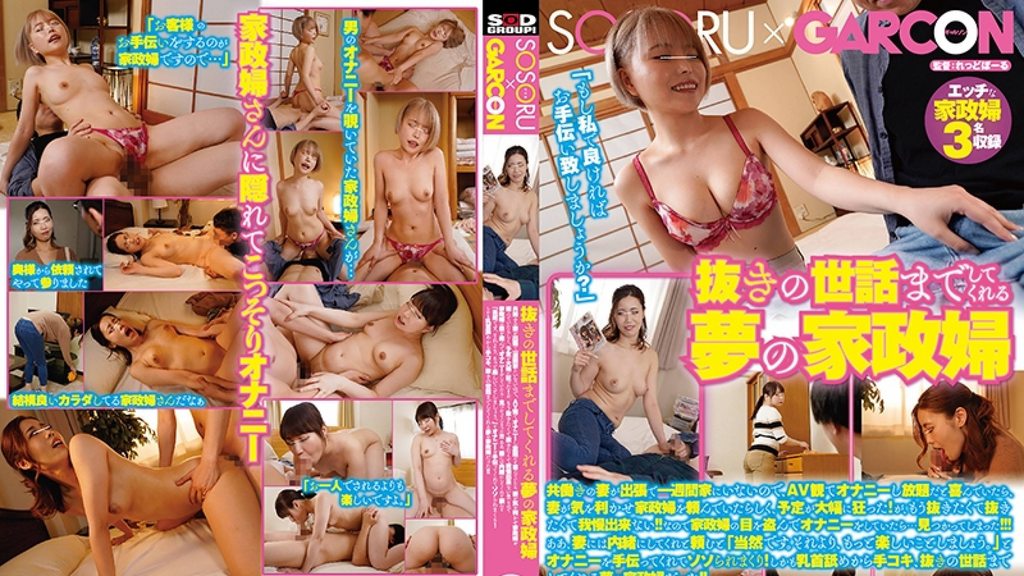 「お客様の
お手伝いをするのが
家政婦ですので…」
男のオナニーを覗いていた家政婦さんが…
家政婦さんに隠れてこっそりオナニー
奥様から依頼されて
やって参りました
結構良いカラダしてる家政婦さんだなぁ
「お一人でされるよりも
楽しいですよ。」
SOD
GROUP!
SOSORU
×
GARCON
抜きの世話までしてくれる夢の家政婦
SOSORU×GARCON
ギャルソン
監督：れっどぼーる
エッチな
家政婦
3名
収録
「もし私で良ければ
お手伝い致しましょうか？」
抜きの世話までしてくれる
夢の家政婦
共働きの妻が出張で一週間家にいないので、AV観てオナニーし放題だと喜んでいたら、
妻が気を利かせ家政婦を頼んでいたらしく、予定が大幅に狂った！が、もう抜きたくて抜き
たくて我慢出来ない!!なので家政婦の目を盗んでオナニーをしていたら…見つかってしまった!!!
ああ、妻には内緒にしてくれと頼むと「当然です。それより、もっと楽しいことしましょう。」と
オナニーを手伝ってくれてソソられまくり！しかも乳首舐めから手コキ、抜きの世話まで